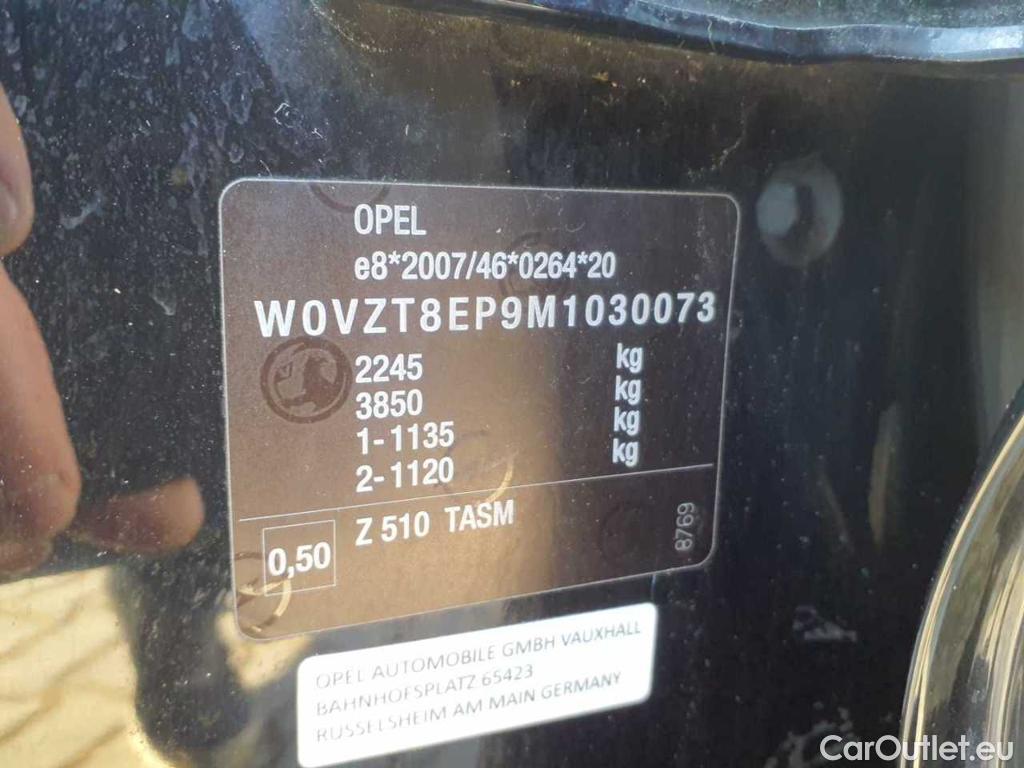 OPEL
e8*2007/46*0264*20
W0VZT8EP9M1030073
2245 kg
3850 kg
1-1135 kg
2-1120 kg
0,50 Z 510 TASM
8769
OPEL AUTOMOBILE GMBH VAUXHALL
BAHNHOFSPLATZ 65423
RUSSELSHEIM AM MAIN GERMANY
CarOutlet.eu